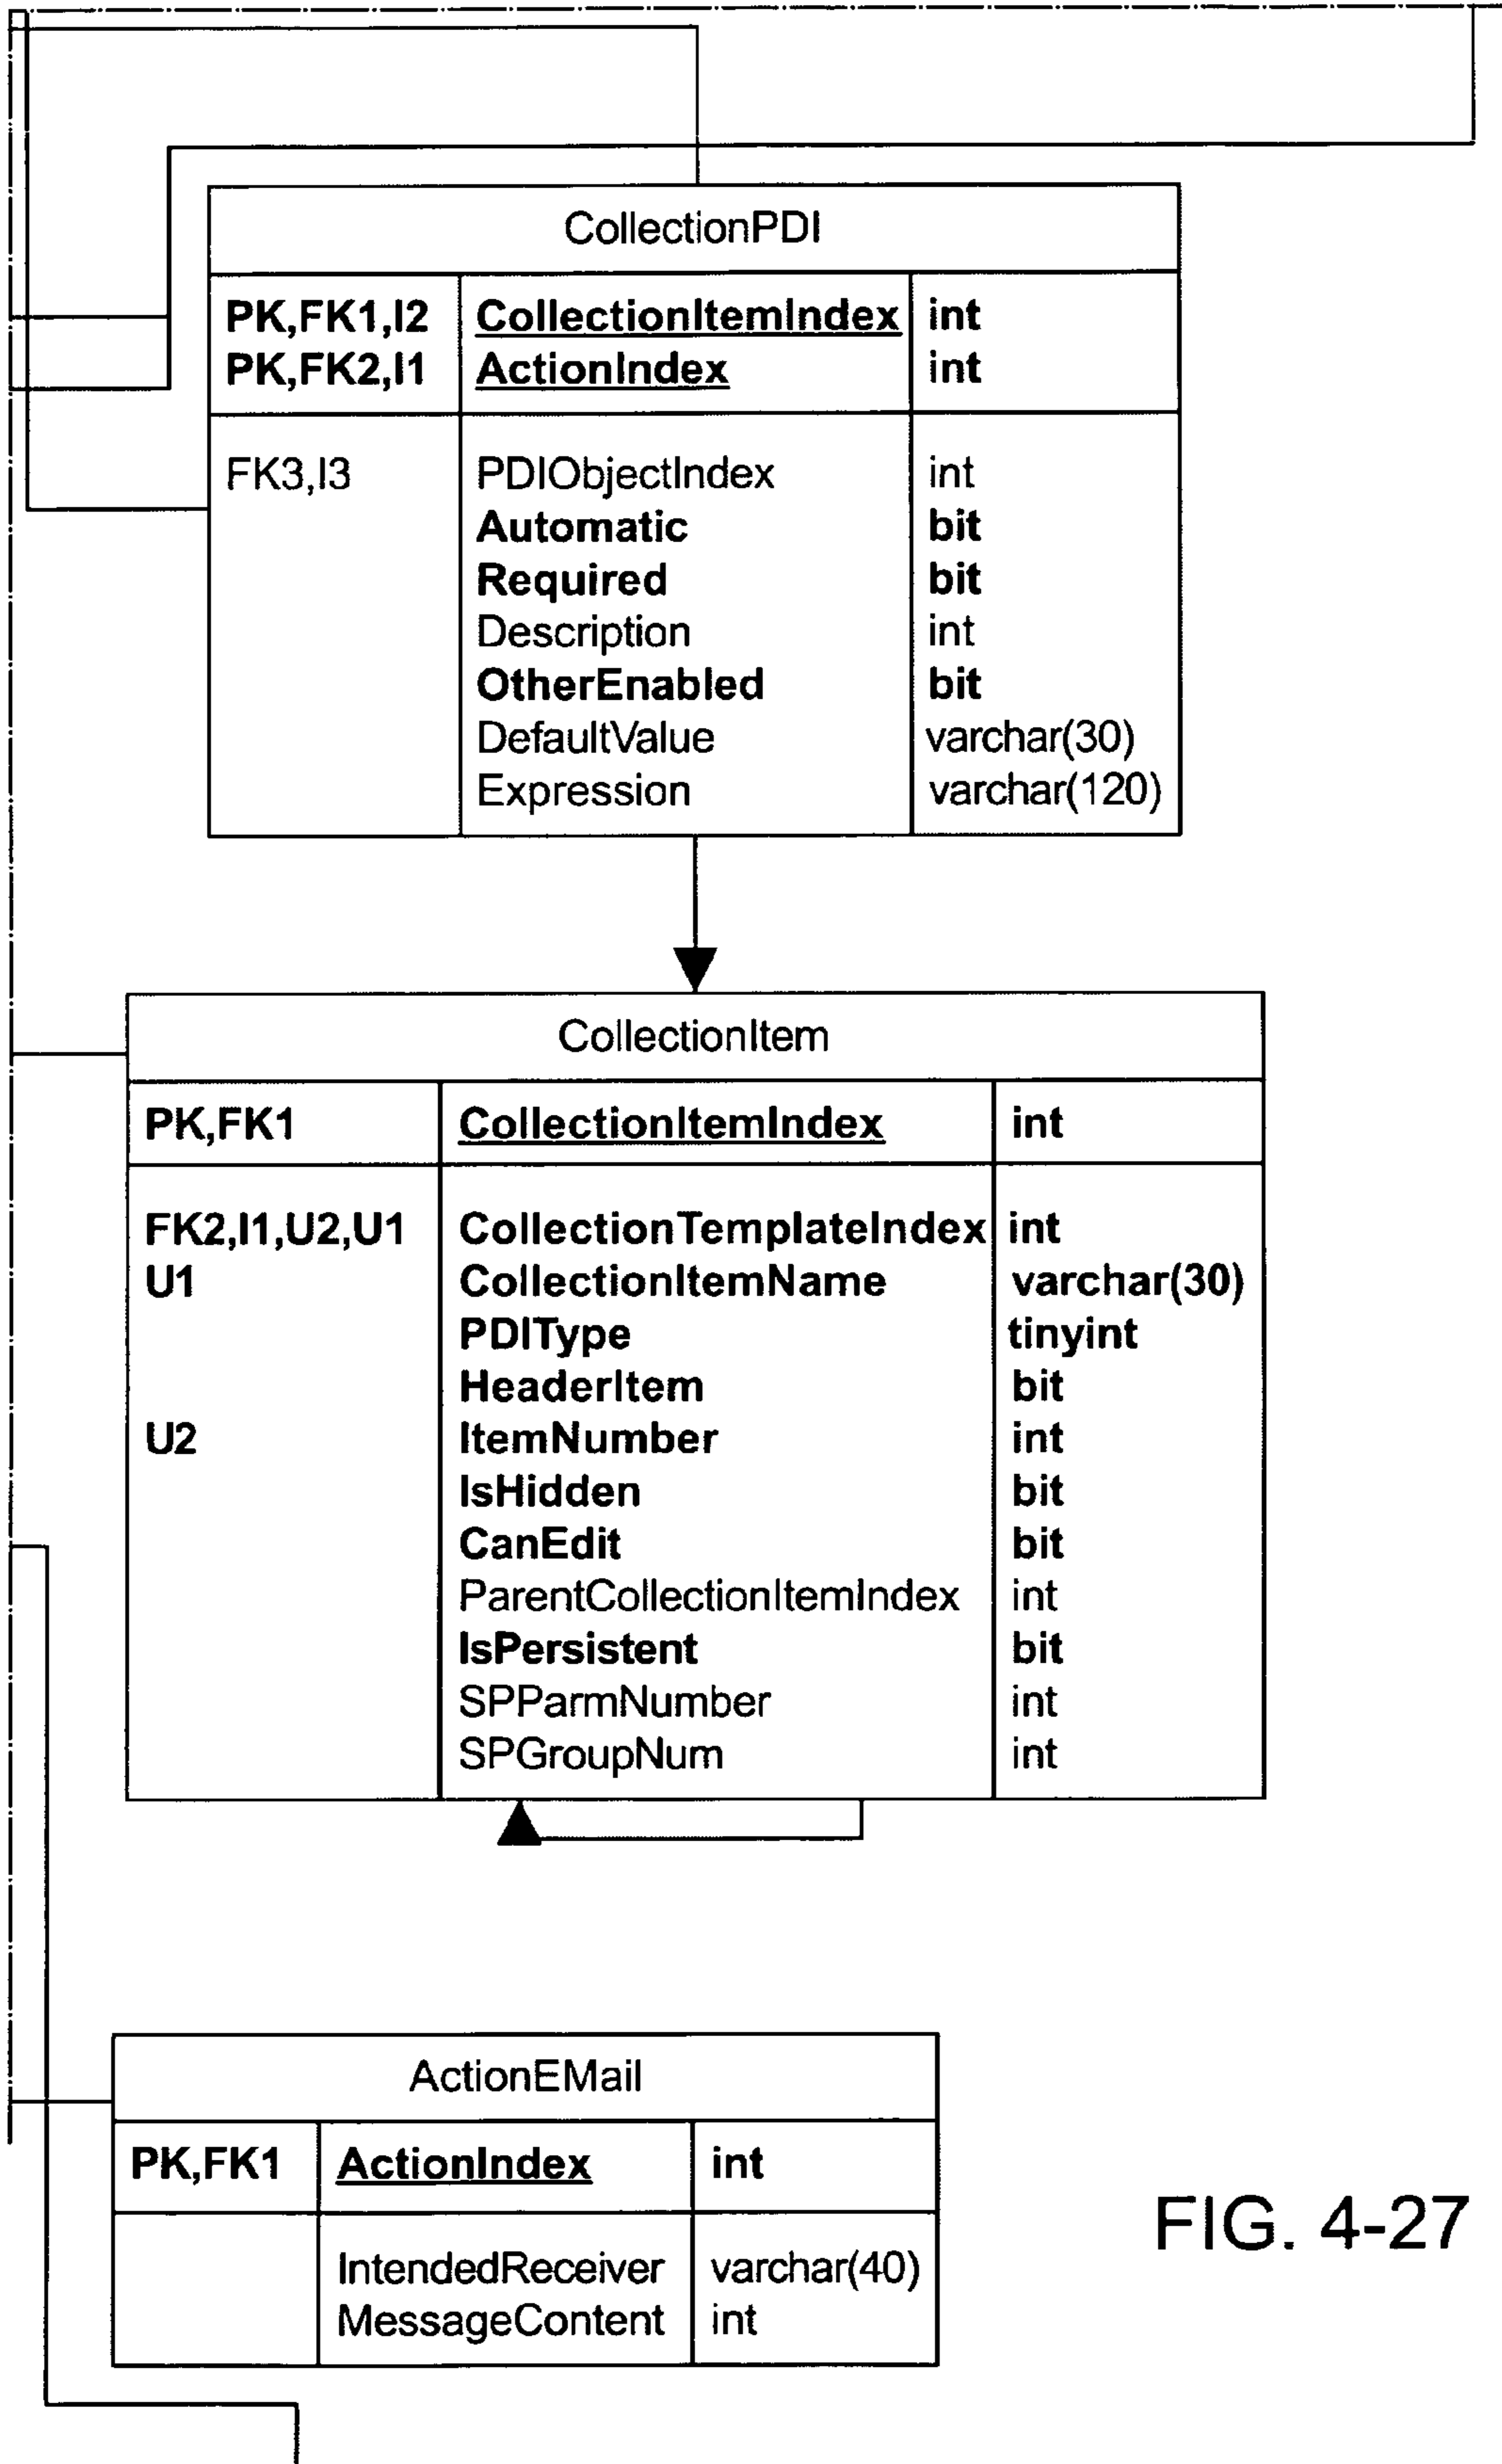 CollectionPDI
PK,FK1,I2 CollectionItemIndex int
PK,FK2,I1 ActionIndex int
FK3,I3 PDIObjectIndex int
Automatic bit
Required bit
Description int
OtherEnabled bit
DefaultValue varchar(30)
Expression varchar(120)
CollectionItem
PK,FK1 CollectionItemIndex int
FK2,I1,U2,U1 CollectionTemplateIndex int
U1 CollectionItemName varchar(30)
PDIType tinyint
HeaderItem bit
U2 ItemNumber int
IsHidden bit
CanEdit bit
ParentCollectionItemIndex int
IsPersistent bit
SPParmNumber int
SPGroupNum int
ActionEMail
PK,FK1 ActionIndex int
IntendedReceiver varchar(40)
MessageContent int
FIG. 4-27